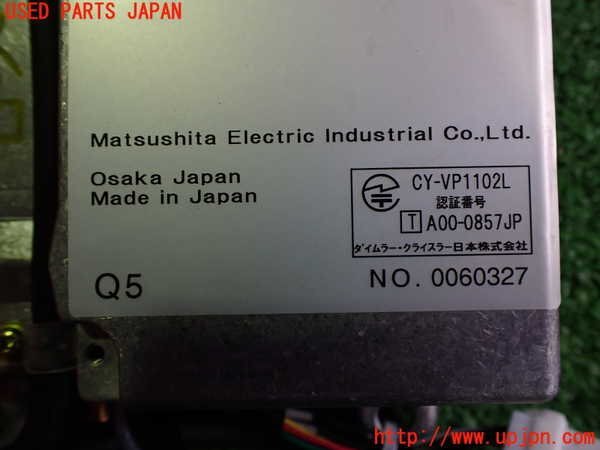 USED PARTS JAPAN
Matsushita Electric Industrial Co.,Ltd.
Osaka Japan
Made in Japan
CY-VP1102L
認証番号
T A00-0857JP
ダイムラー・クライスラー日本株式会社
Q5
NO. 0060327
http://www.upjpn.com/